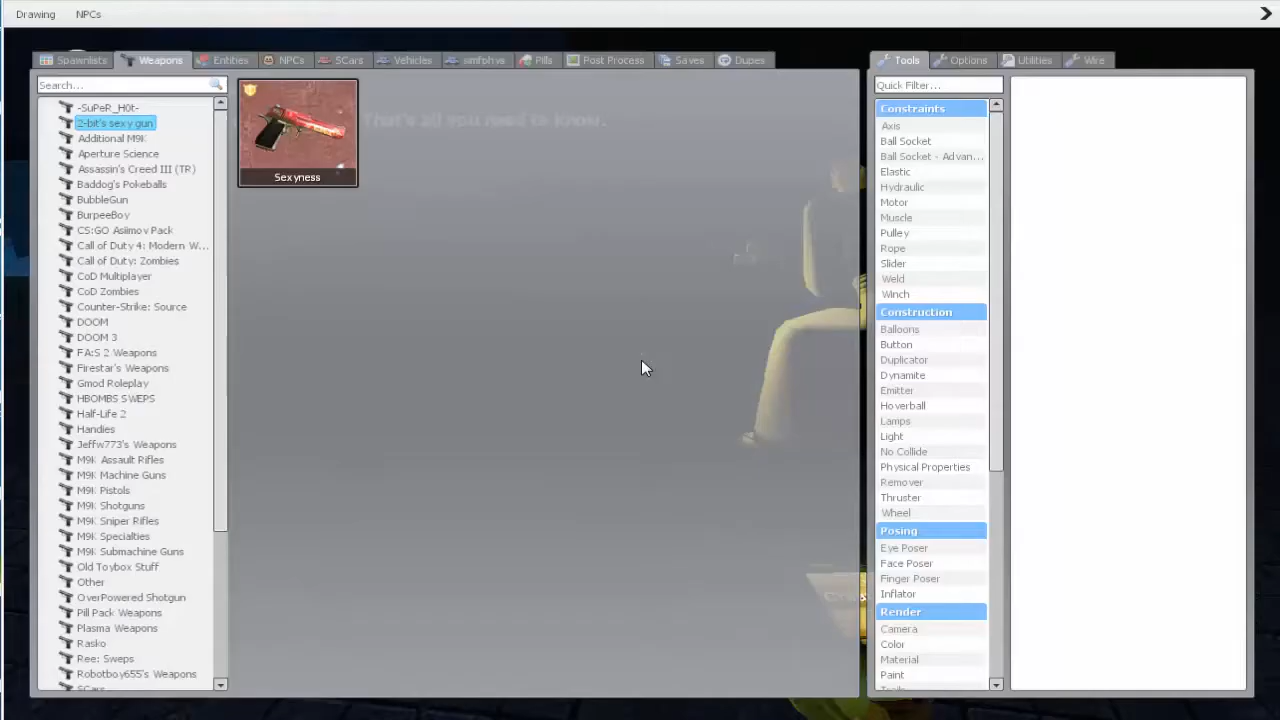 Drawing NPCs
Spawnlists Weapons Entities NPCs SCars Vehicles smfbhvs Pills Post Process Saves Dupes
Tools Options Utilities Wire
Search...
-SuPeR_H0t-
2-bit's sexy gun
Additional M9K
Aperture Science
Assassin's Creed III (TR)
Baddog's Pokeballs
BubbleGun
BurpeeBoy
CS:GO Asiimov Pack
Call of Duty 4: Modern W...
Call of Duty: Zombies
CoD Multiplayer
CoD Zombies
Counter-Strike: Source
DOOM
DOOM 3
FA:S 2 Weapons
Firestar's Weapons
Gmod Roleplay
HBOMBS SWEPS
Half-Life 2
Handies
Jeffw773's Weapons
M9K Assault Rifles
M9K Machine Guns
M9K Pistols
M9K Shotguns
M9K Sniper Rifles
M9K Specialties
M9K Submachine Guns
Old Toybox Stuff
Other
OverPowered Shotgun
Pill Pack Weapons
Plasma Weapons
Rasko
Ree: Sweps
Robotboy655's Weapons
SCars
Sexyness
That's all you need to know.
Quick Filter...
Constraints
Axis
Ball Socket
Ball Socket - Advan...
Elastic
Hydraulic
Motor
Muscle
Pulley
Rope
Slider
Weld
Winch
Construction
Balloons
Button
Duplicator
Dynamite
Emitter
Hoverball
Lamps
Light
No Collide
Physical Properties
Remover
Thruster
Wheel
Posing
Eye Poser
Face Poser
Finger Poser
Inflator
Render
Camera
Color
Material
Paint
Trails